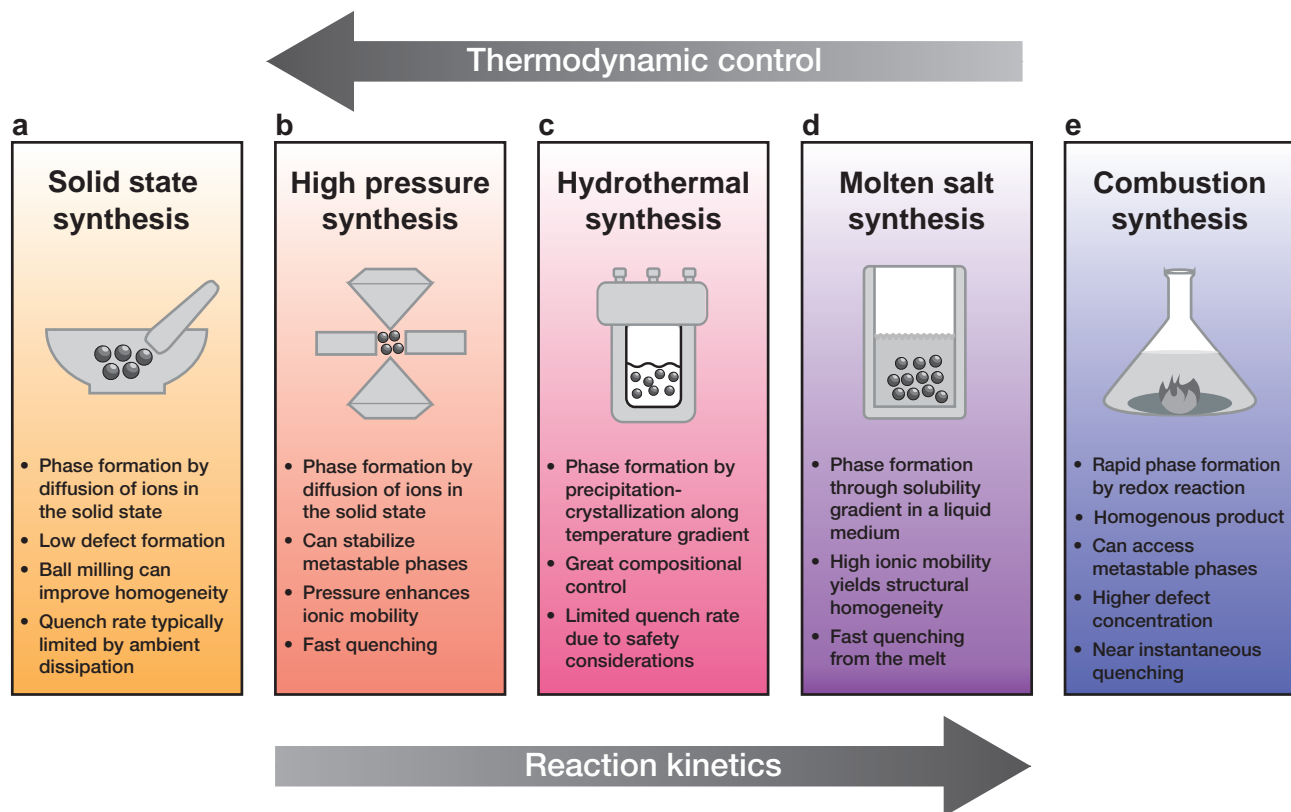 Thermodynamic control
a
Solid state
synthesis
• Phase formation by
diffusion of ions in
the solid state
• Low defect formation
• Ball milling can
improve homogeneity
• Quench rate typically
limited by ambient
dissipation
b
High pressure
synthesis
• Phase formation by
diffusion of ions in
the solid state
• Can stabilize
metastable phases
• Pressure enhances
ionic mobility
• Fast quenching
c
Hydrothermal
synthesis
• Phase formation by
precipitation-
crystallization along
temperature gradient
• Great compositional
control
• Limited quench rate
due to safety
considerations
d
Molten salt
synthesis
• Phase formation
through solubility
gradient in a liquid
medium
• High ionic mobility
yields structural
homogeneity
• Fast quenching
from the melt
e
Combustion
synthesis
• Rapid phase formation
by redox reaction
• Homogenous product
• Can access
metastable phases
• Higher defect
concentration
• Near instantaneous
quenching
Reaction kinetics